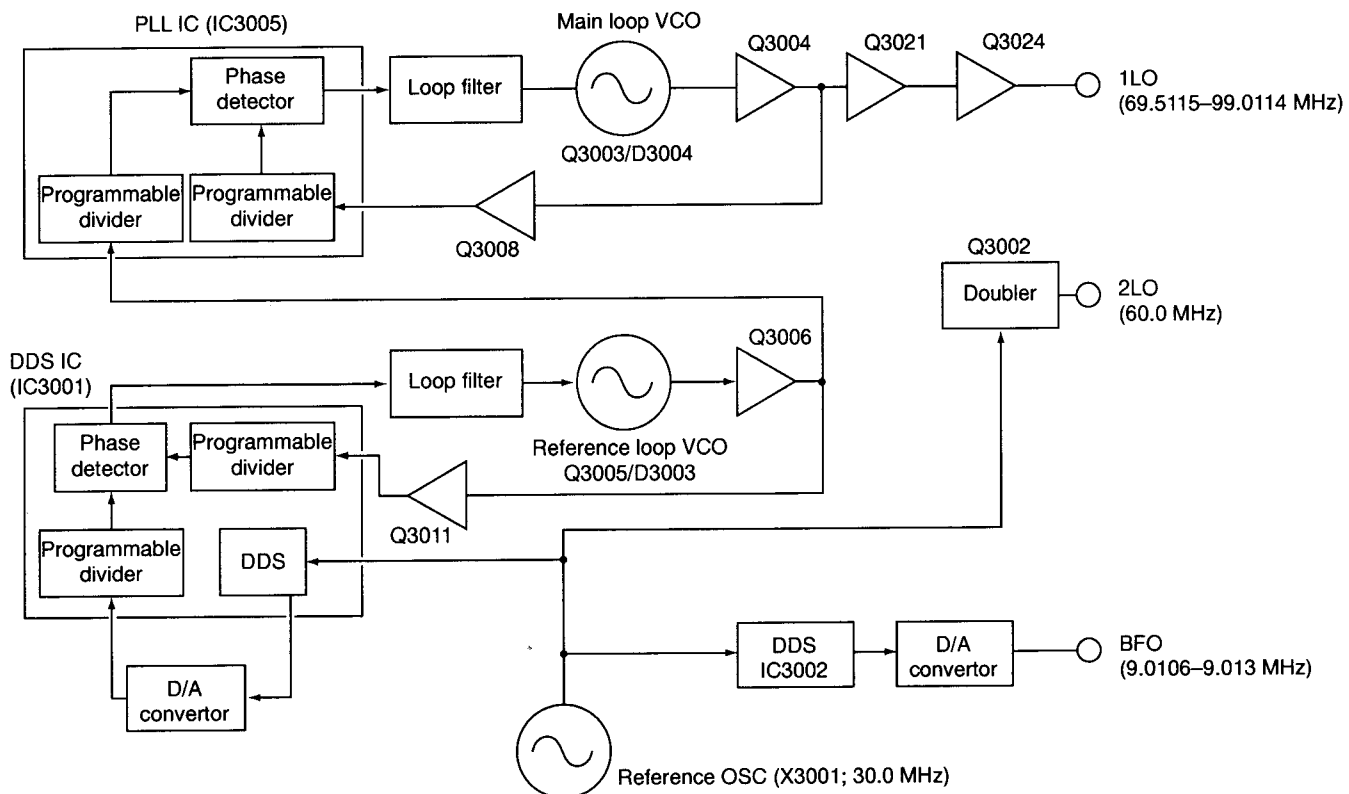 PLL IC (IC3005)
Main loop VCO
Q3004
Q3021
Q3024
Phase
detector
Loop filter
1LO
(69.5115–99.0114 MHz)
Q3003/D3004
Programmable
divider
Programmable
divider
Q3008
Q3002
Doubler
2LO
(60.0 MHz)
Q3006
DDS IC
(IC3001)
Loop filter
Phase
detector
Programmable
divider
Reference loop VCO
Q3005/D3003
Q3011
Programmable
divider
DDS
DDS
IC3002
D/A
convertor
BFO
(9.0106–9.013 MHz)
D/A
convertor
Reference OSC (X3001; 30.0 MHz)